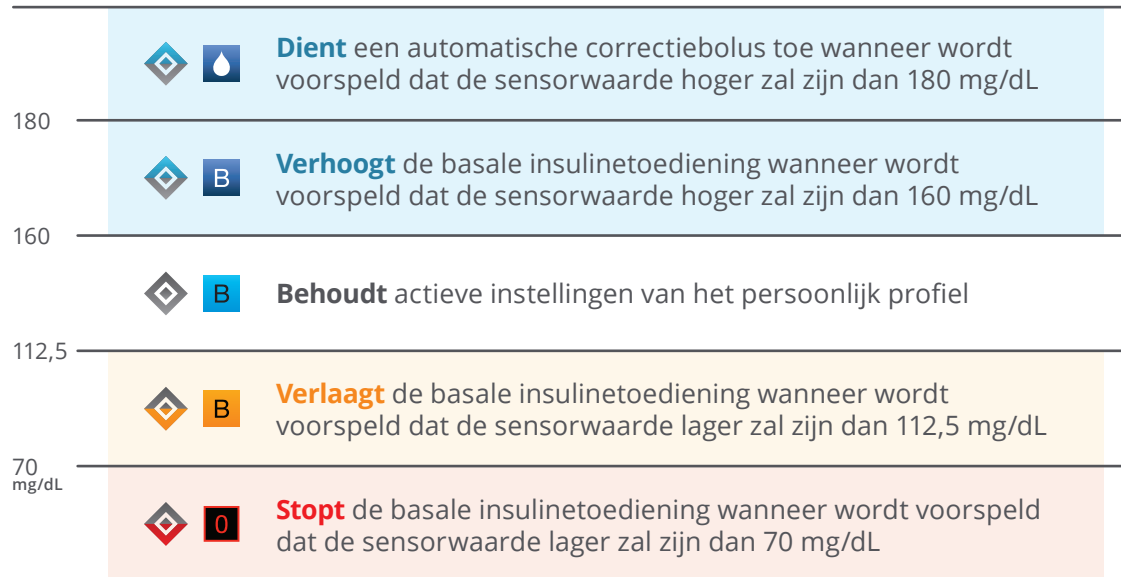 Dient een automatische correctiebolus toe wanneer wordt
voorspeld dat de sensorwaarde hoger zal zijn dan 180 mg/dL
180
B
Verhoogt de basale insulinetoediening wanneer wordt
voorspeld dat de sensorwaarde hoger zal zijn dan 160 mg/dL
160
B
Behoudt actieve instellingen van het persoonlijk profiel
112,5
B
Verlaagt de basale insulinetoediening wanneer wordt
voorspeld dat de sensorwaarde lager zal zijn dan 112,5 mg/dL
70
mg/dL
0
Stopt de basale insulinetoediening wanneer wordt voorspeld
dat de sensorwaarde lager zal zijn dan 70 mg/dL